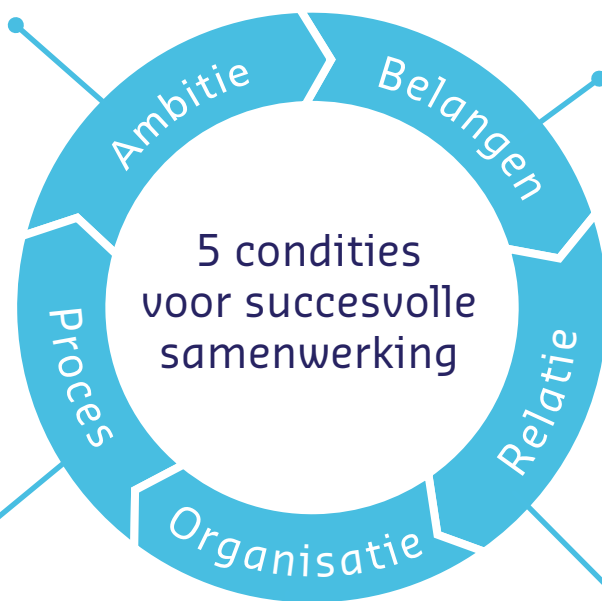 Ambitie
Belangen
Relatie
Organisatie
Proces
5 condities
voor succesvolle
samenwerking